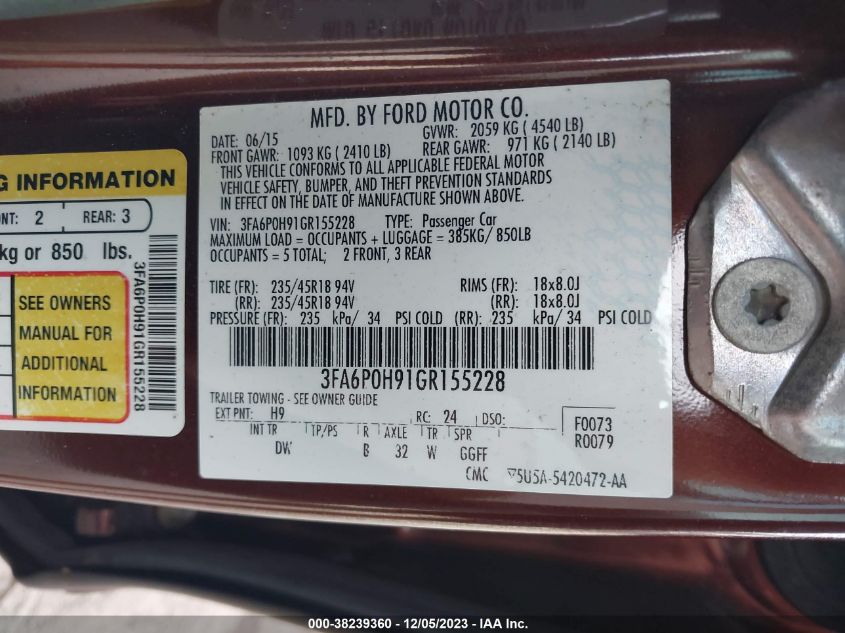 MFD. BY FORD MOTOR CO.
DATE: 06/15
GVWR: 2059 KG ( 4540 LB)
FRONT GAWR: 1093 KG ( 2410 LB)
REAR GAWR: 971 KG ( 2140 LB)
THIS VEHICLE CONFORMS TO ALL APPLICABLE FEDERAL MOTOR
VEHICLE SAFETY, BUMPER, AND THEFT PREVENTION STANDARDS
IN EFFECT ON THE DATE OF MANUFACTURE SHOWN ABOVE.
VIN: 3FA6P0H91GR155228 TYPE: Passenger Car
MAXIMUM LOAD = OCCUPANTS + LUGGAGE = 385KG/ 850LB
OCCUPANTS = 5 TOTAL; 2 FRONT, 3 REAR
TIRE (FR): 235/45R18 94V RIMS (FR): 18x8.0J
(RR): 235/45R18 94V (RR): 18x8.0J
PRESSURE (FR): 235 kPa/ 34 PSI COLD (RR): 235 kPa/ 34 PSI COLD
3FA6P0H91GR155228
TRAILER TOWING - SEE OWNER GUIDE
EXT PNT: H9 RC: 24 DSO:
F0073
R0079
INT TR TP/PS R AXLE TR SPR
DW B 32 W GGFF
CMC 5U5A-5420472-AA
G INFORMATION
NT: 2 REAR: 3
kg or 850 lbs.
SEE OWNERS
MANUAL FOR
ADDITIONAL
INFORMATION
3FA6P0H91GR155228
000-38239360 - 12/05/2023 - IAA Inc.